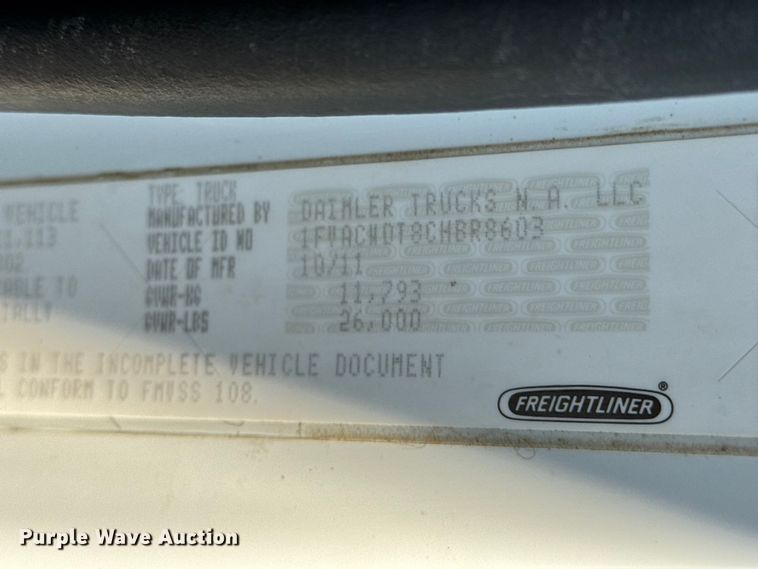 TYPE: TRUCK
VEHICLE MANUFACTURED BY DAIMLER TRUCKS N.A. LLC
VEHICLE ID NO 1FVACWDT8CHBR8603
DATE OF MFR 10/11
GVWR-KG 11,793
GVWR-LBS 26,000
IN THE INCOMPLETE VEHICLE DOCUMENT
CONFORM TO FMVSS 108.
FREIGHTLINER®
Purple Wave Auction